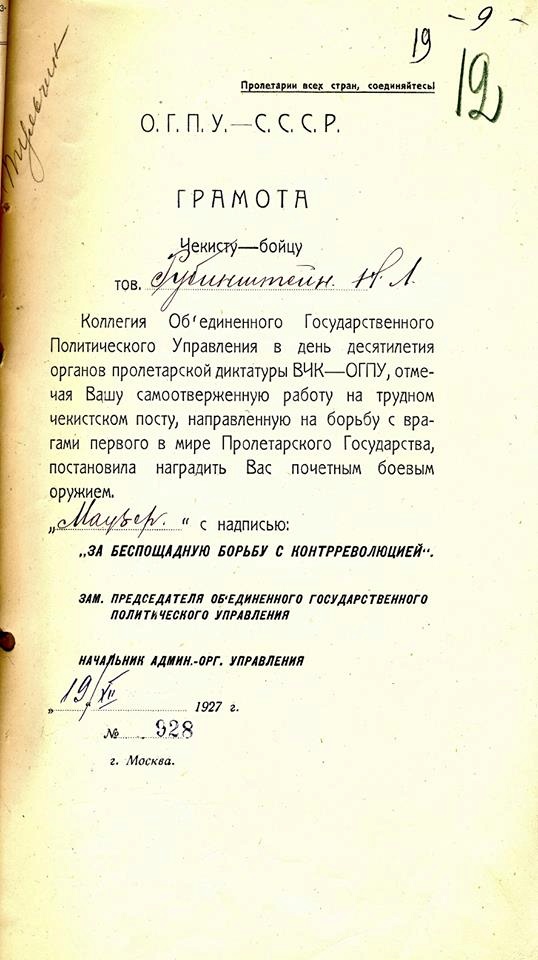 - 9 -
19
12
Пролетарии всех стран, соединяйтесь!
О.Г.П.У.—С.С.С.Р.
ГРАМОТА
Чекисту—бойцу
тов. Рубинштейн. Н. Л.
Коллегия Об'единенного Государственного
Политического Управления в день десятилетия
органов пролетарской диктатуры ВЧК—ОГПУ, отме-
чая Вашу самоотверженную работу на трудном
чекистском посту, направленную на борьбу с вра-
гами первого в мире Пролетарского Государства,
постановила наградить Вас почетным боевым
оружием.
„Маузер." с надписью:
„ЗА БЕСПОЩАДНУЮ БОРЬБУ С КОНТРРЕВОЛЮЦИЕЙ".
ЗАМ. ПРЕДСЕДАТЕЛЯ ОБ'ЕДИНЕННОГО ГОСУДАРСТВЕННОГО
ПОЛИТИЧЕСКОГО УПРАВЛЕНИЯ
НАЧАЛЬНИК АДМИН.-ОРГ. УПРАВЛЕНИЯ
„19/XII 1927 г.
№ 928
г. Москва.